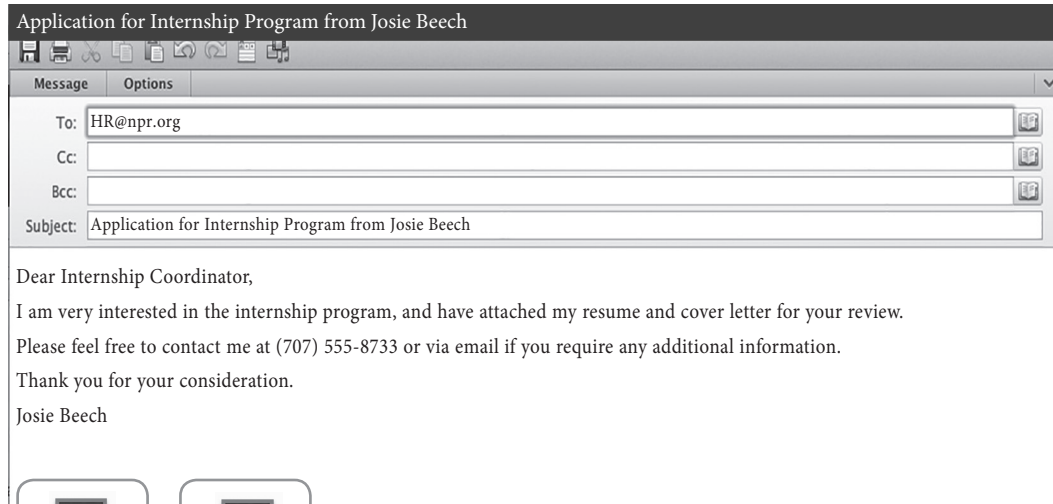 Application for Internship Program from Josie Beech
Message Options
To: HR@npr.org
Cc:
Bcc:
Subject: Application for Internship Program from Josie Beech
Dear Internship Coordinator,
I am very interested in the internship program, and have attached my resume and cover letter for your review.
Please feel free to contact me at (707) 555-8733 or via email if you require any additional information.
Thank you for your consideration.
Josie Beech